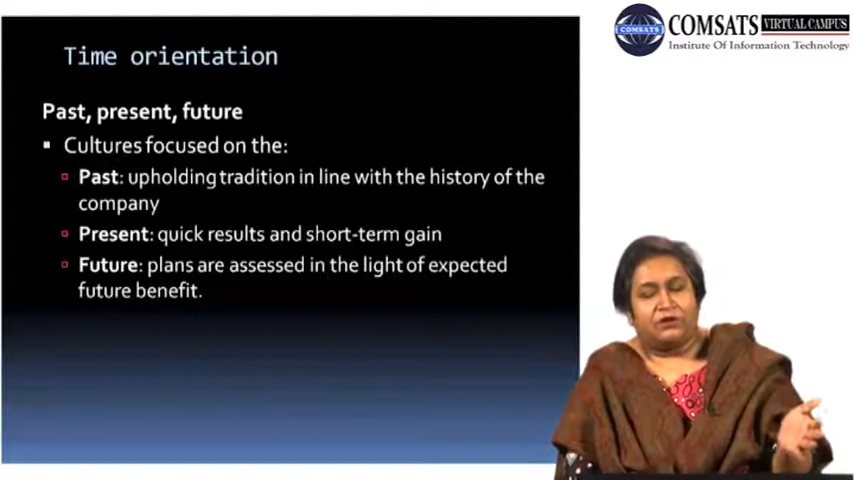 COMSATS VIRTUAL CAMPUS
COMSATS
Institute Of Information Technology
Time orientation
Past, present, future
▪ Cultures focused on the:
▫ Past: upholding tradition in line with the history of the
company
▫ Present: quick results and short-term gain
▫ Future: plans are assessed in the light of expected
future benefit.